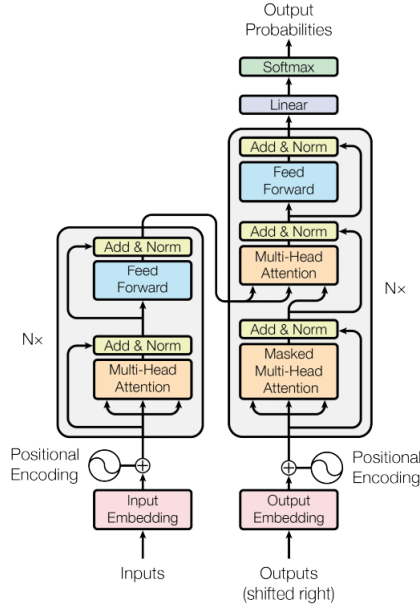 Output
Probabilities
Softmax
Linear
Add & Norm
Feed
Forward
Add & Norm
Multi-Head
Attention
Nx
Add & Norm
Masked
Multi-Head
Attention
Add & Norm
Feed
Forward
Nx
Add & Norm
Multi-Head
Attention
Positional
Encoding
Positional
Encoding
Input
Embedding
Output
Embedding
Inputs
Outputs
(shifted right)